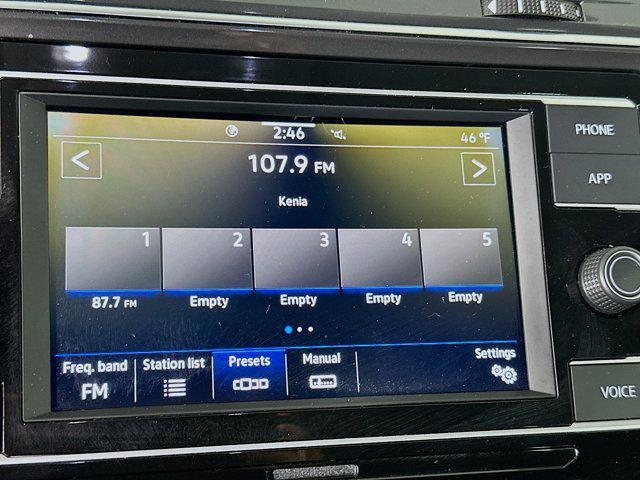 2:46
46 °F
PHONE
107.9 FM
APP
Kenia
1 2 3 4 5
87.7 FM Empty Empty Empty Empty
Freq. band Station list Presets Manual Settings
FM
VOICE